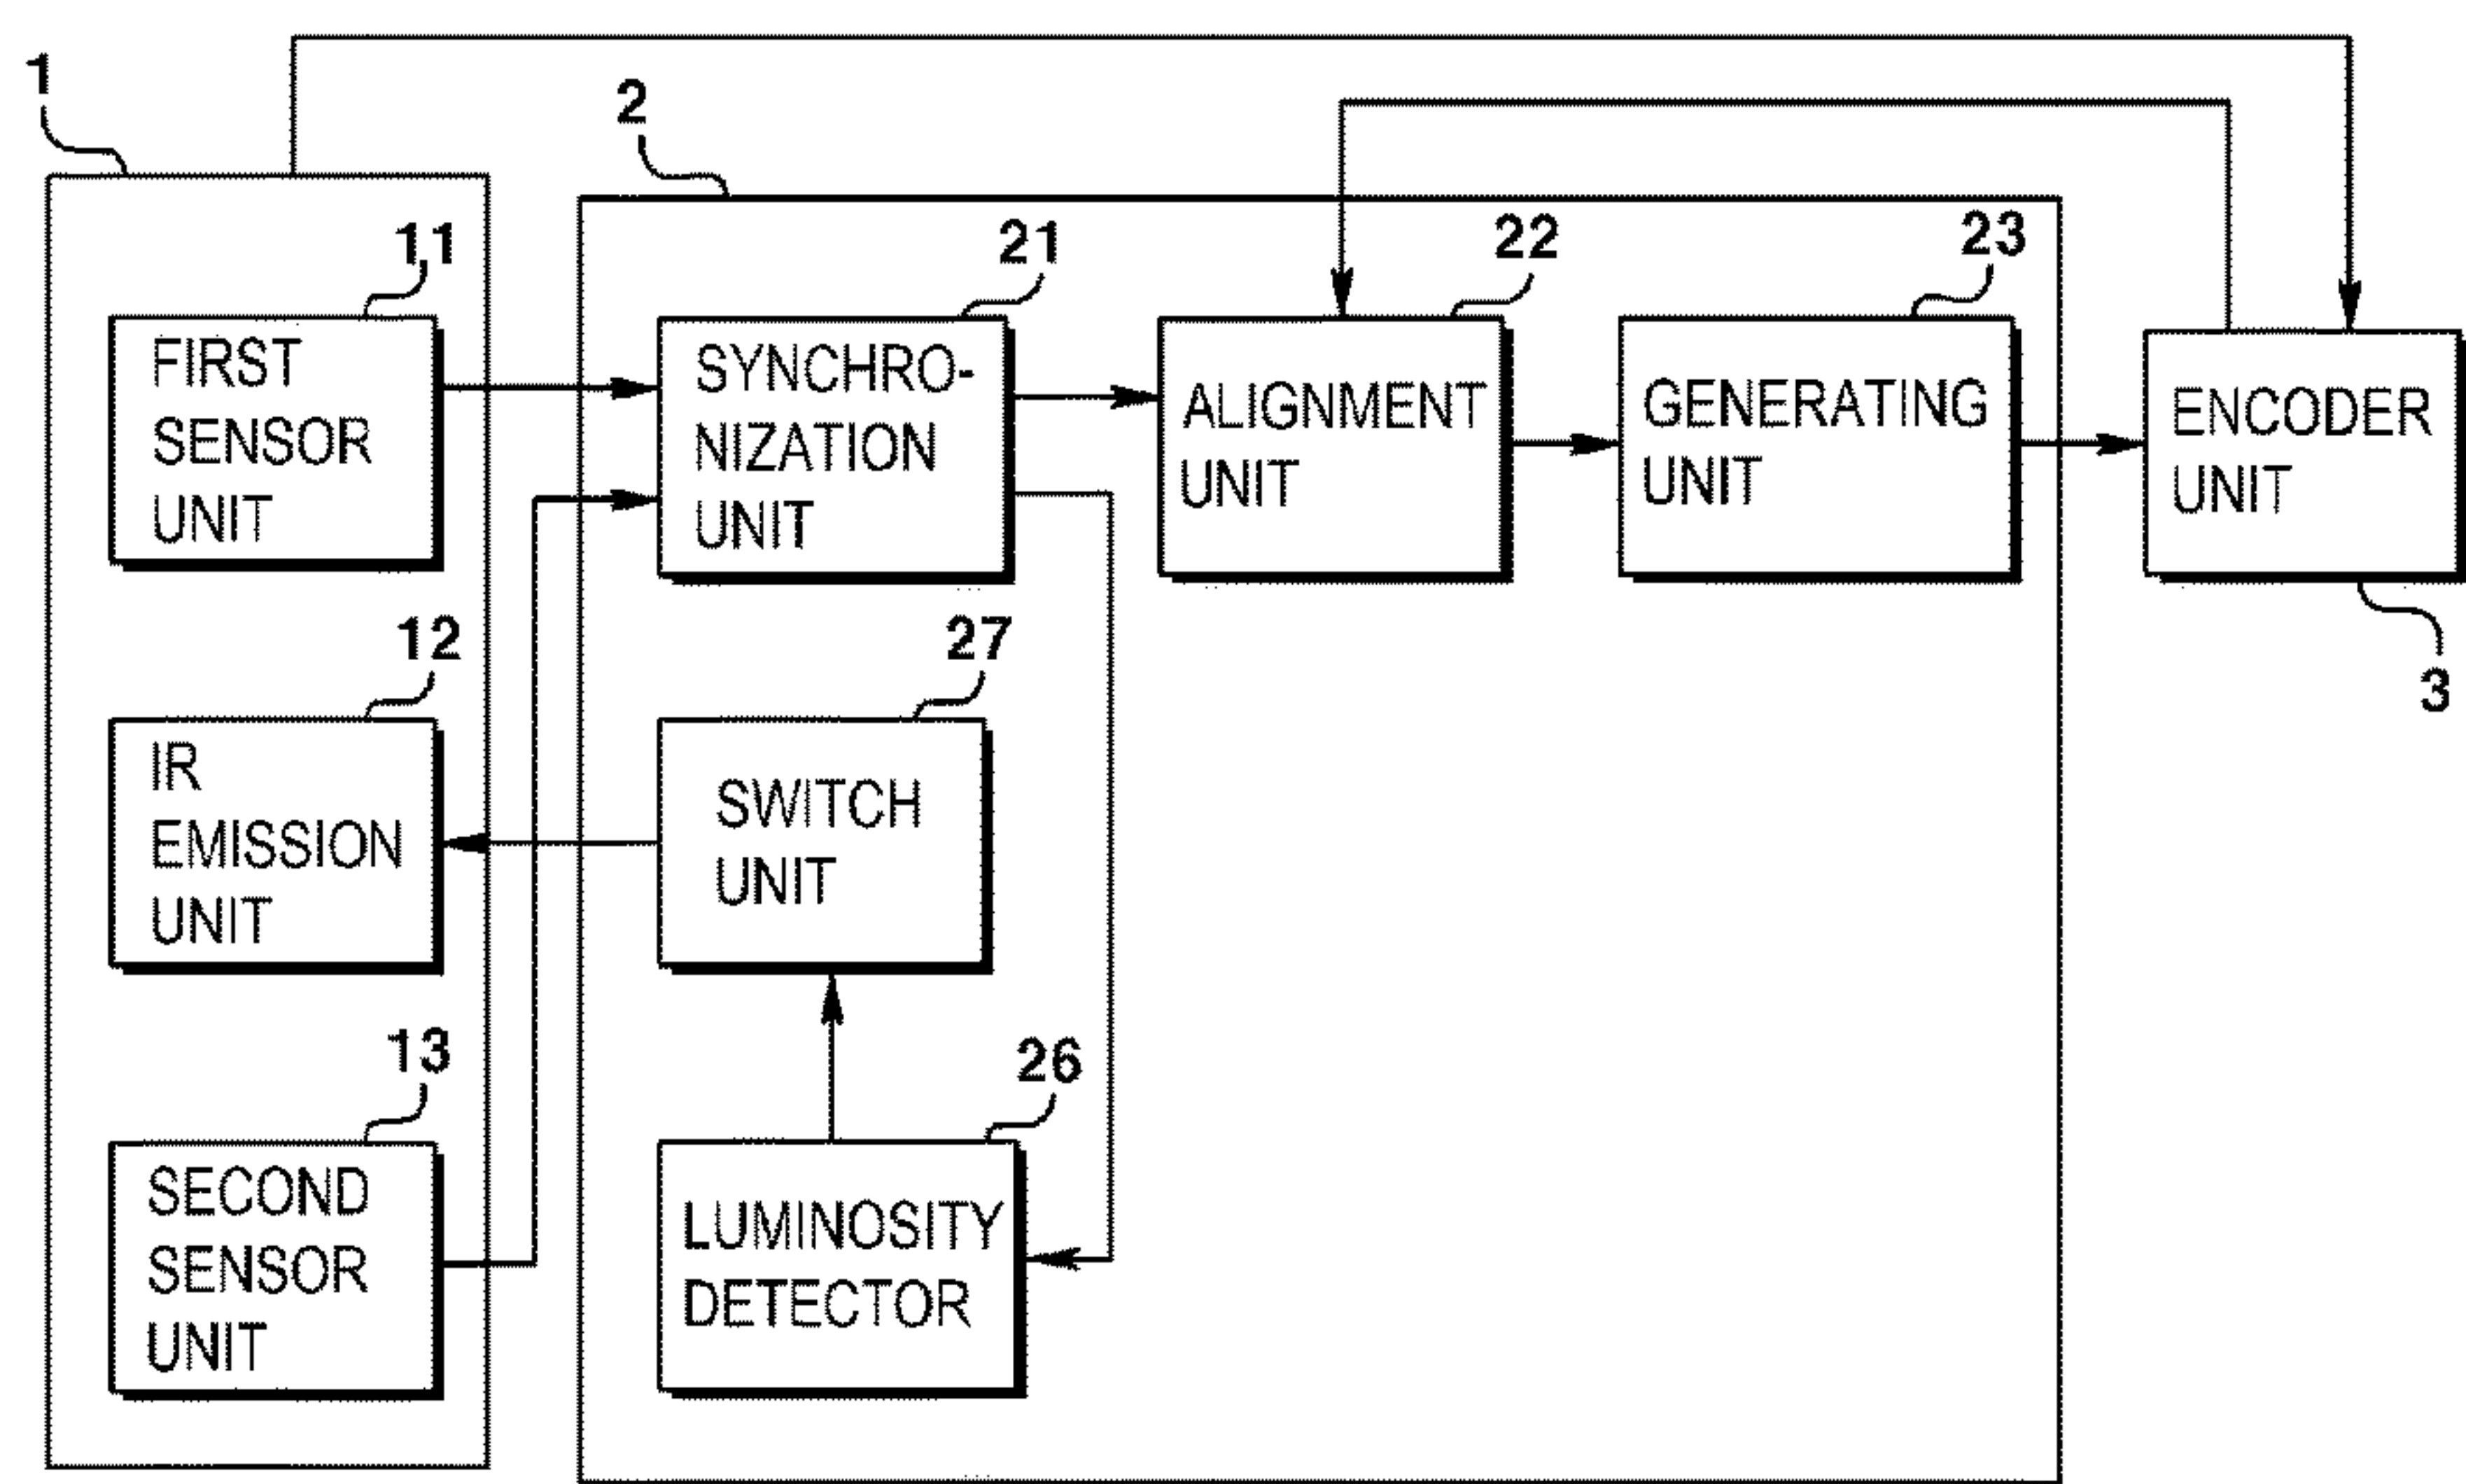 1
2
11
FIRST
SENSOR
UNIT
21
SYNCHRO-
NIZATION
UNIT
22
ALIGNMENT
UNIT
23
GENERATING
UNIT
ENCODER
UNIT
3
12
IR
EMISSION
UNIT
27
SWITCH
UNIT
13
SECOND
SENSOR
UNIT
26
LUMINOSITY
DETECTOR